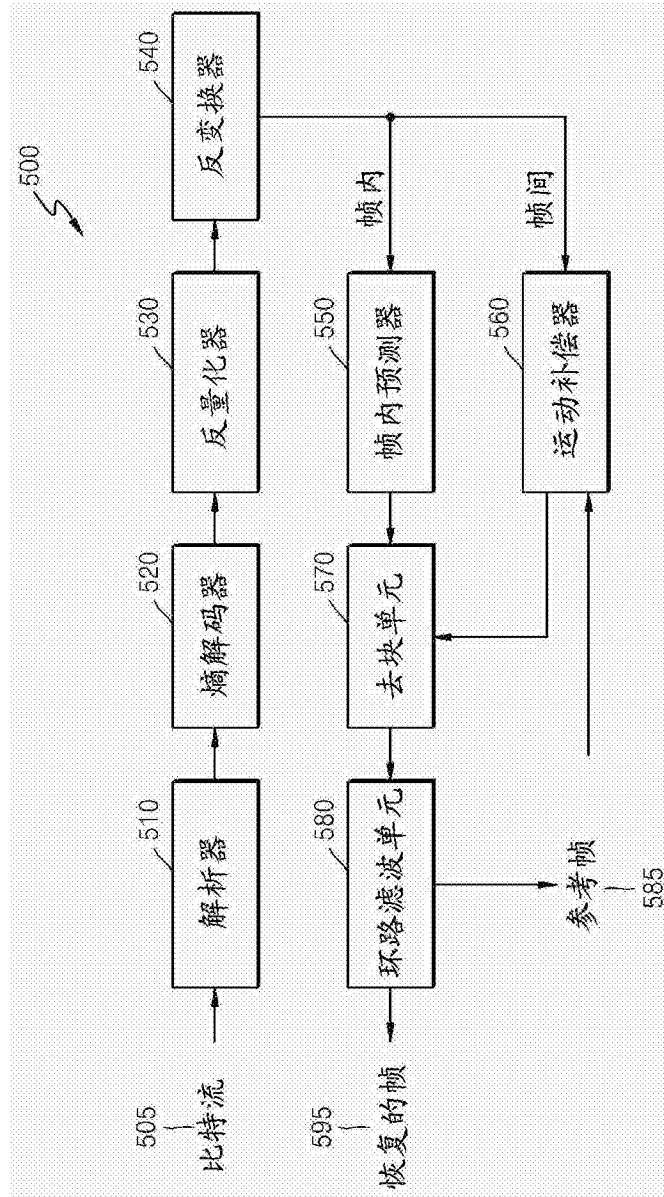 500
505
比特流
510
解析器
520
熵解码器
530
反量化器
540
反变换器
帧内
帧间
550
帧内预测器
560
运动补偿器
570
去块单元
580
环路滤波单元
595
恢复的帧
参考帧
585